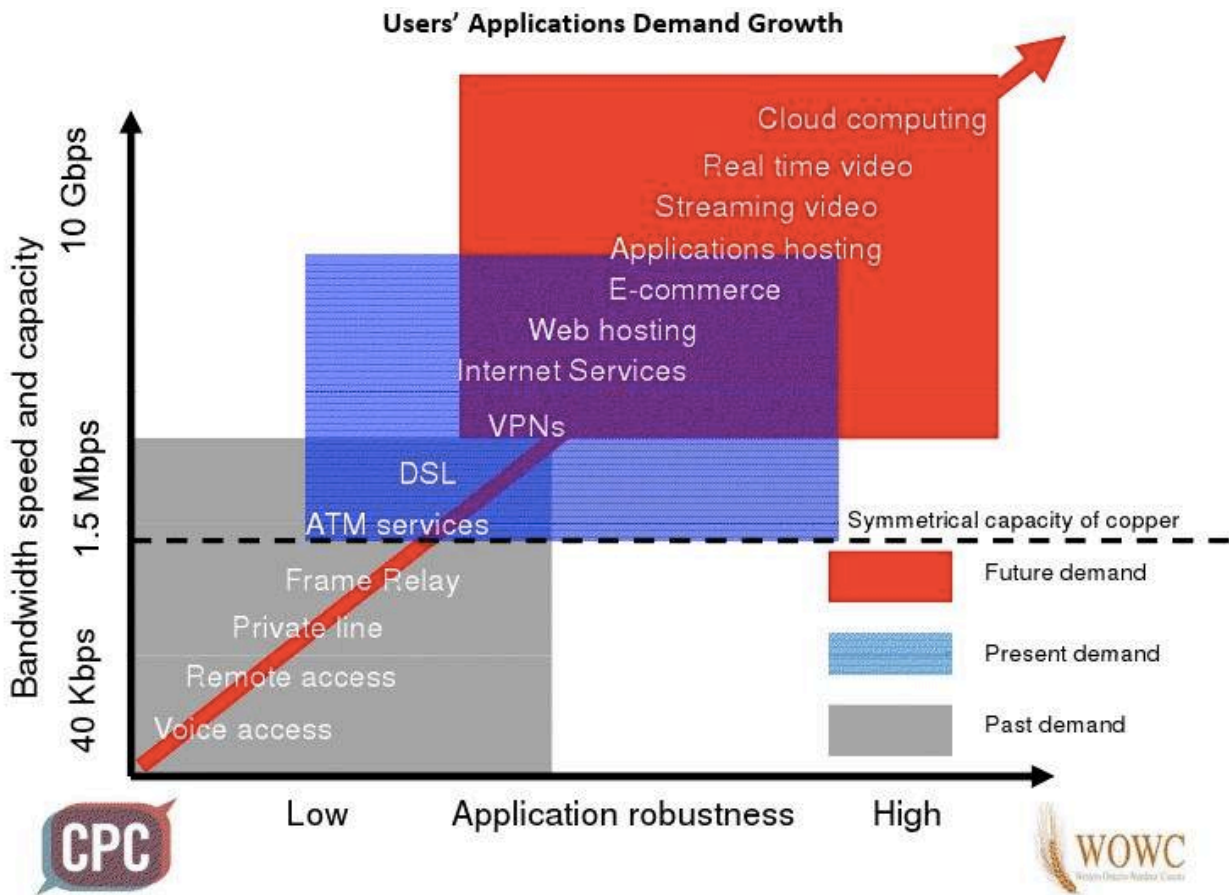 Users' Applications Demand Growth
Bandwidth speed and capacity
10 Gbps
1.5 Mbps
40 Kbps
Cloud computing
Real time video
Streaming video
Applications hosting
E-commerce
Web hosting
Internet Services
VPNs
DSL
ATM services
Frame Relay
Private line
Remote access
Voice access
Symmetrical capacity of copper
Future demand
Present demand
Past demand
Low
Application robustness
High
CPC
WOWC
Western Ontario